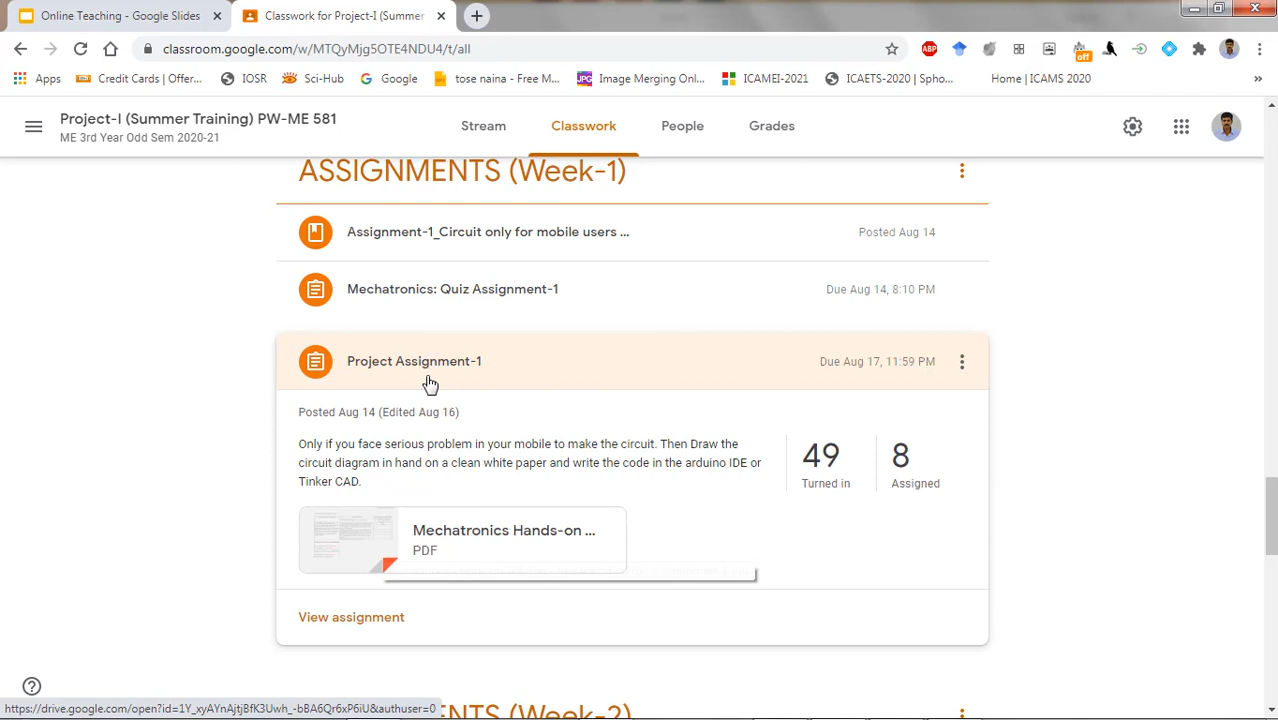 Online Teaching - Google Slides
Classwork for Project-I (Summer
classroom.google.com/w/MTQyMjg5OTE4NDU4/t/all
ABP
off
Apps
Credit Cards | Offer...
IOSR
Sci-Hub
Google
tose naina - Free M...
JPG
Image Merging Onl...
ICAMEI-2021
ICAETS-2020 | Spho...
Home | ICAMS 2020
»
Project-I (Summer Training) PW-ME 581
ME 3rd Year Odd Sem 2020-21
Stream
Classwork
People
Grades
ASSIGNMENTS (Week-1)
Assignment-1_Circuit only for mobile users ...
Posted Aug 14
Mechatronics: Quiz Assignment-1
Due Aug 14, 8:10 PM
Project Assignment-1
Due Aug 17, 11:59 PM
Posted Aug 14 (Edited Aug 16)
Only if you face serious problem in your mobile to make the circuit. Then Draw the
circuit diagram in hand on a clean white paper and write the code in the arduino IDE or
Tinker CAD.
49
Turned in
8
Assigned
Mechatronics Hands-on ...
PDF
View assignment
https://drive.google.com/open?id=1Y_xyAYnAjtjBfK3Uwh_-bBA6Qr6xP6iU&authuser=0
ASSIGNMENTS (Week-2)